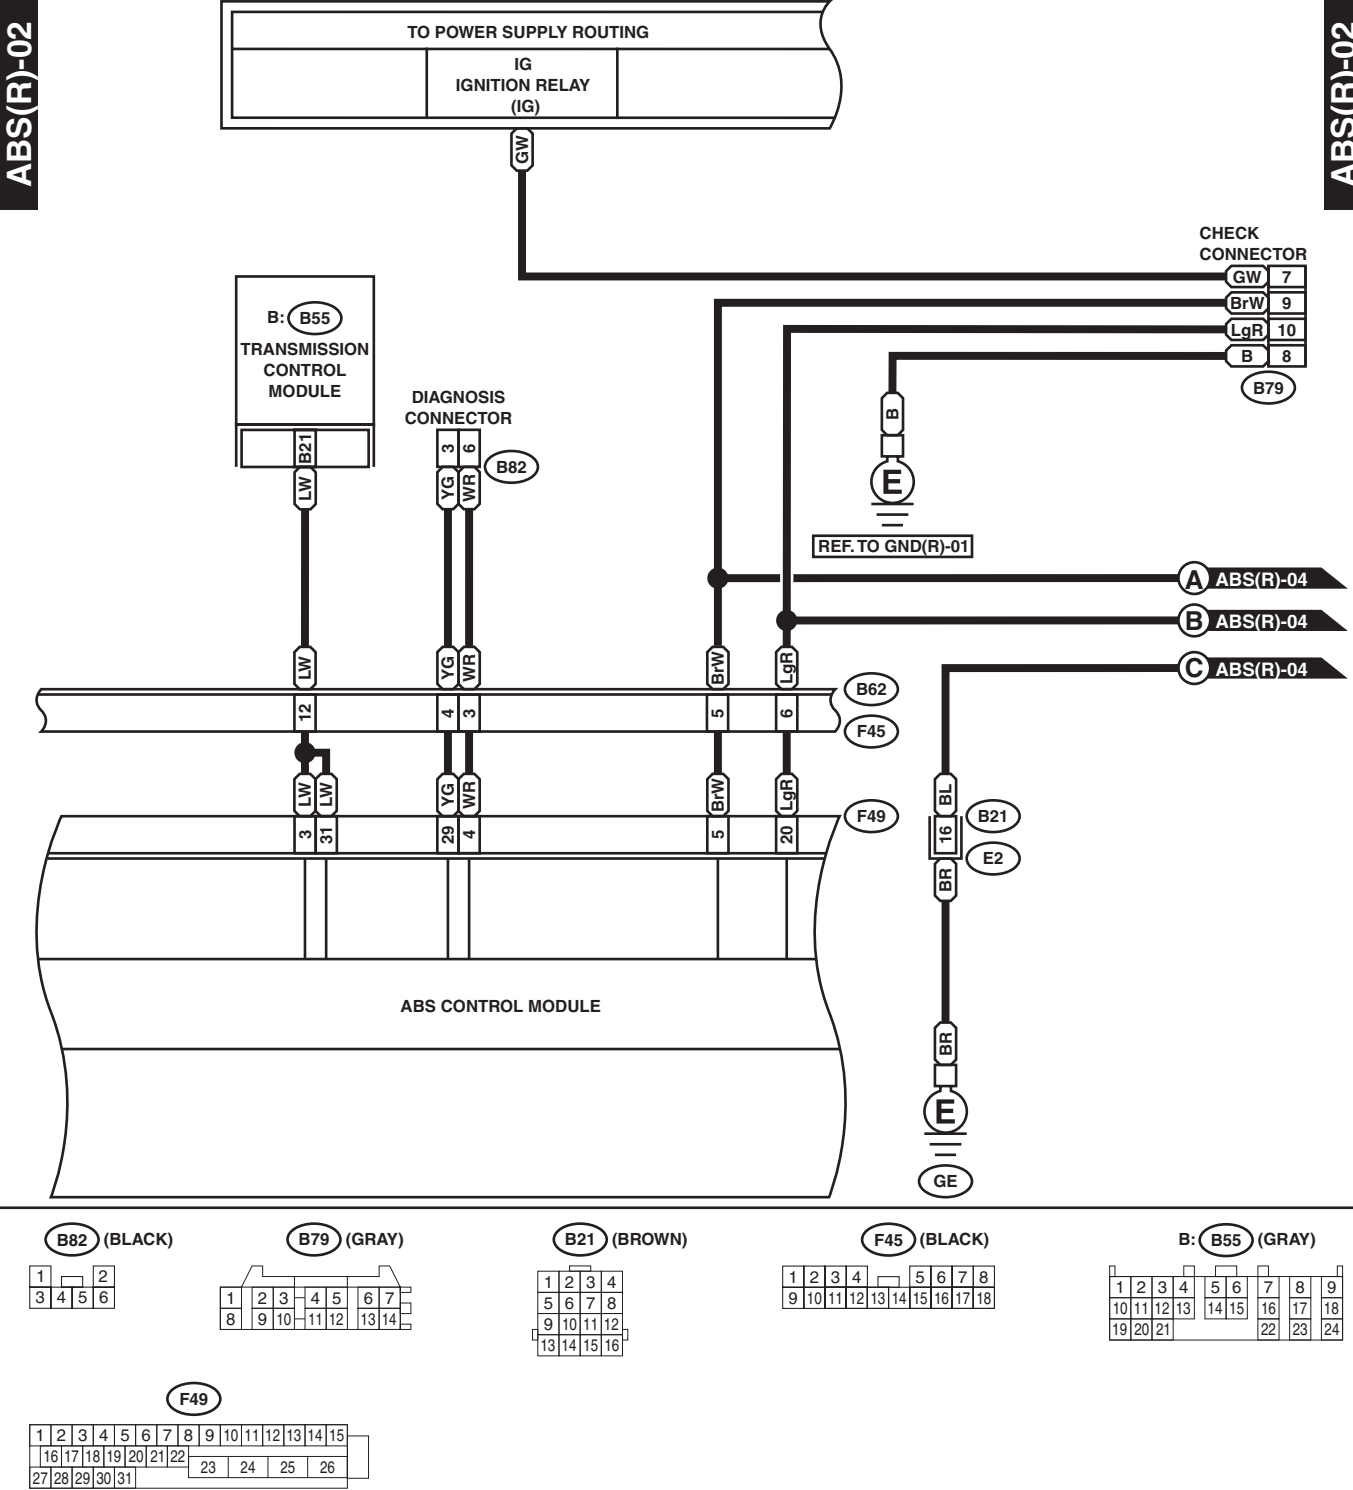 ABS(R)-02
ABS(R)-02
TO POWER SUPPLY ROUTING
IG
IGNITION RELAY
(IG)
GW
CHECK
CONNECTOR
GW 7
BrW 9
LgR 10
B 8
B79
B: B55
TRANSMISSION
CONTROL
MODULE
B21
LW
DIAGNOSIS
CONNECTOR
3 6
B82
YG WR
B
E
REF. TO GND(R)-01
A ABS(R)-04
B ABS(R)-04
C ABS(R)-04
LW YG WR BrW LgR
B62
12 4 3 5 6
F45
LW LW YG WR BrW LgR
F49
3 31 29 4 5 20
BL
B21
16
E2
BR
ABS CONTROL MODULE
BR
E
GE
B82 (BLACK)
1 2
3 4 5 6
B79 (GRAY)
1 2 3 4 5 6 7
8 9 10 11 12 13 14
B21 (BROWN)
1 2 3 4
5 6 7 8
9 10 11 12
13 14 15 16
F45 (BLACK)
1 2 3 4 5 6 7 8
9 10 11 12 13 14 15 16 17 18
B: B55 (GRAY)
1 2 3 4 5 6 7 8 9
10 11 12 13 14 15 16 17 18
19 20 21 22 23 24
F49
1 2 3 4 5 6 7 8 9 10 11 12 13 14 15
16 17 18 19 20 21 22
23 24 25 26
27 28 29 30 31